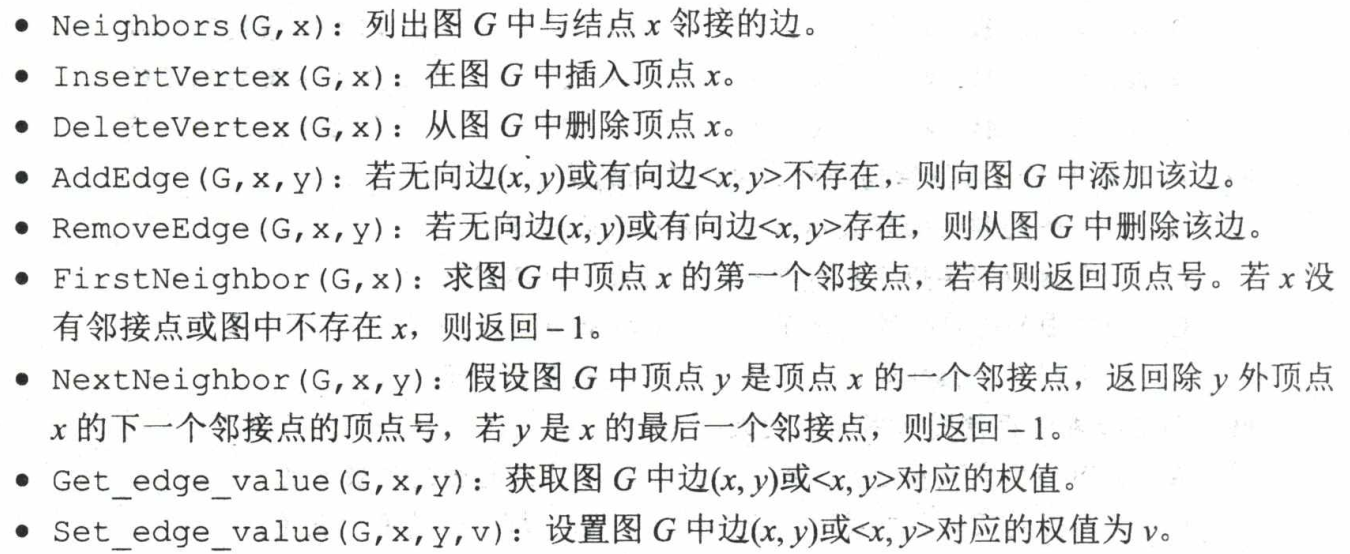 • Neighbors(G,x)：列出图 G 中与结点 x 邻接的边。
• InsertVertex(G,x)：在图 G 中插入顶点 x。
• DeleteVertex(G,x)：从图 G 中删除顶点 x。
• AddEdge(G,x,y)：若无向边(x, y)或有向边<x, y>不存在，则向图 G 中添加该边。
• RemoveEdge(G,x,y)：若无向边(x, y)或有向边<x, y>存在，则从图 G 中删除该边。
• FirstNeighbor(G,x)：求图 G 中顶点 x 的第一个邻接点，若有则返回顶点号。若 x 没
有邻接点或图中不存在 x，则返回−1。
• NextNeighbor(G,x,y)：假设图 G 中顶点 y 是顶点 x 的一个邻接点，返回除 y 外顶点
x 的下一个邻接点的顶点号，若 y 是 x 的最后一个邻接点，则返回−1。
• Get_edge_value(G,x,y)：获取图 G 中边(x, y)或<x, y>对应的权值。
• Set_edge_value(G,x,y,v)：设置图 G 中边(x, y)或<x, y>对应的权值为 v。